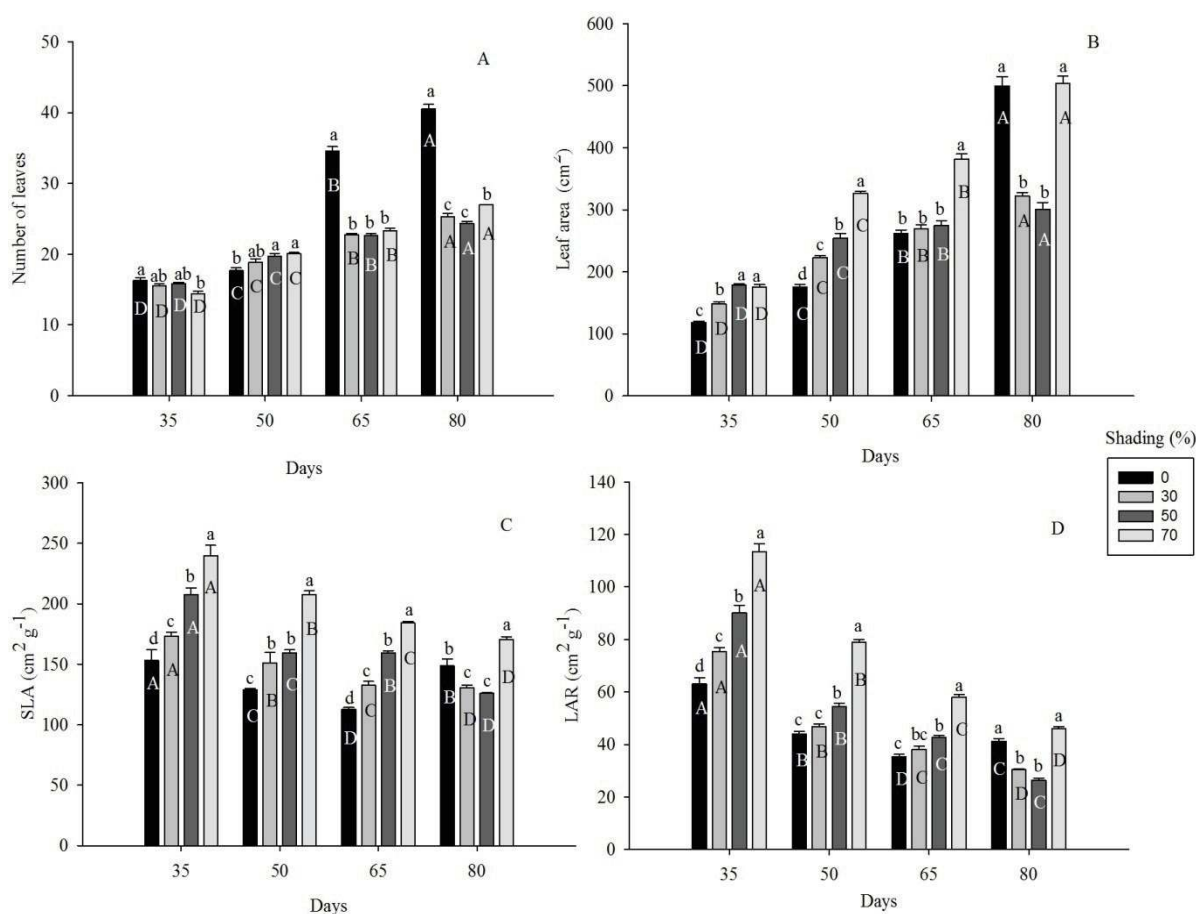 A
Number of leaves
50
40
30
20
10
0
a ab ab b
D D D D
b ab a a
C C C C
a b b b
B B B B
a c c b
A A A A
35 50 65 80
Days
B
Leaf area (cm2)
600
500
400
300
200
100
0
c b a a
D D D D
d c b a
C C C C
b b b a
B B B B
a b b a
A A A A
35 50 65 80
Days
Shading (%)
0
30
50
70
C
SLA (cm2 g-1)
300
250
200
150
100
50
0
d c b a
A A A A
c b b a
C B C B
d c b a
D C B C
b c c a
B D C D
35 50 65 80
Days
D
LAR (cm2 g-1)
140
120
100
80
60
40
20
0
d c b a
A A A A
c c b a
B B B B
c bc b a
D C C C
a b b a
C D C D
35 50 65 80
Days